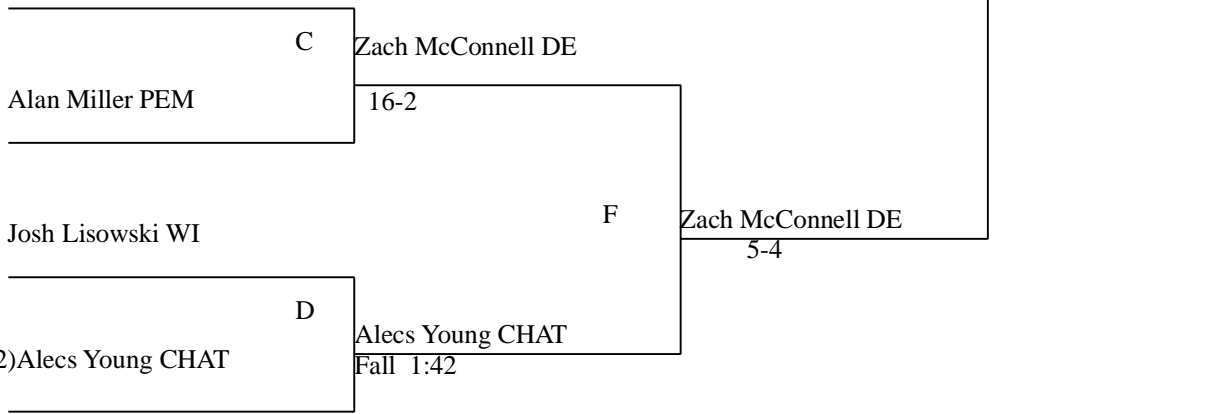 C
Zach McConnell DE
Alan Miller PEM
16-2
F
Zach McConnell DE
5-4
Josh Lisowski WI
D
Alecs Young CHAT
Fall 1:42
2)Alecs Young CHAT